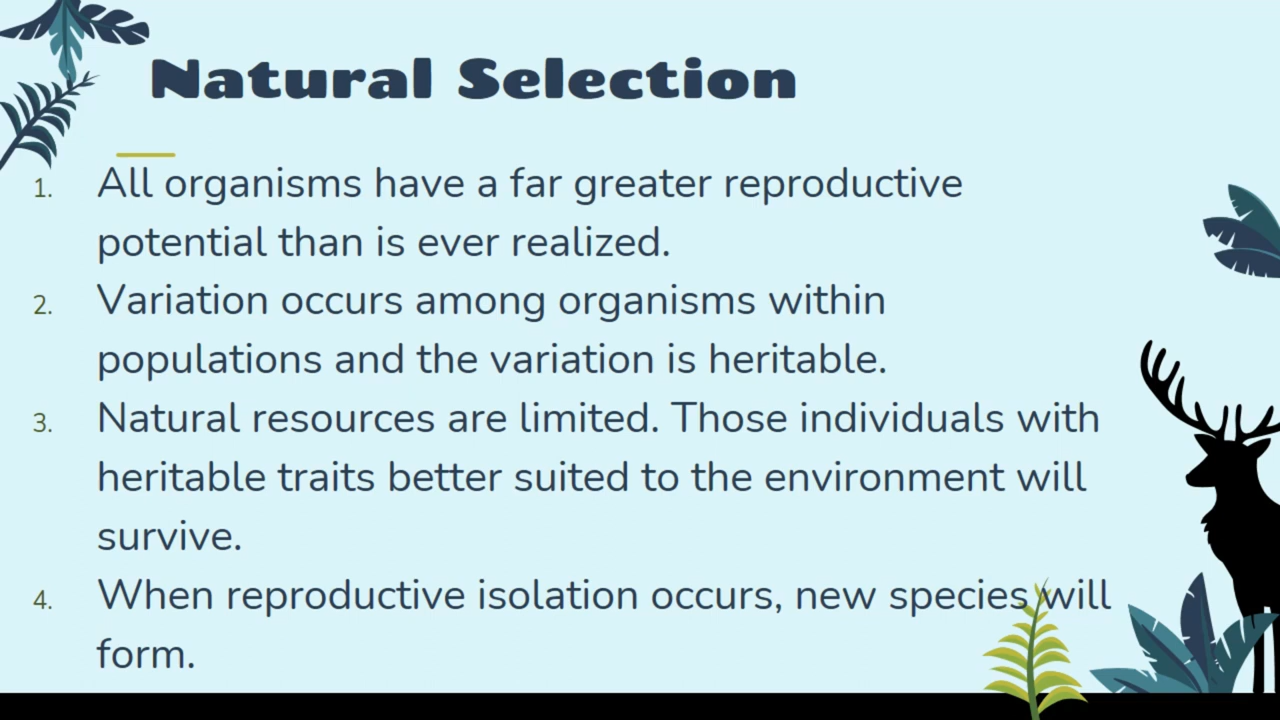 Natural Selection
1. All organisms have a far greater reproductive
potential than is ever realized.
2. Variation occurs among organisms within
populations and the variation is heritable.
3. Natural resources are limited. Those individuals with
heritable traits better suited to the environment will
survive.
4. When reproductive isolation occurs, new species will
form.